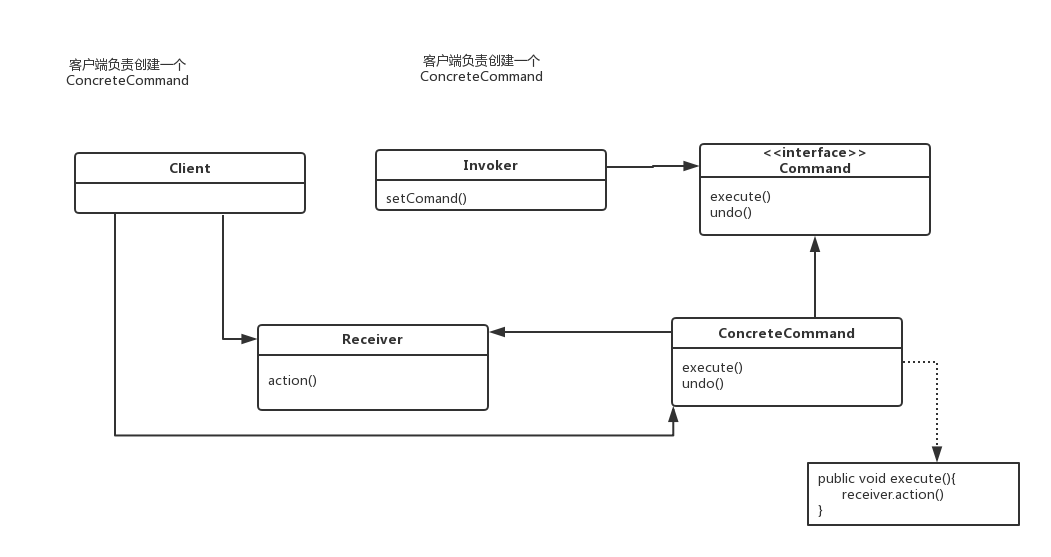 客户端负责创建一个
ConcreteCommand
客户端负责创建一个
ConcreteCommand
Client
Invoker
setComand()
<<interface>>
Command
execute()
undo()
Receiver
action()
ConcreteCommand
execute()
undo()
public void execute(){
receiver.action()
}